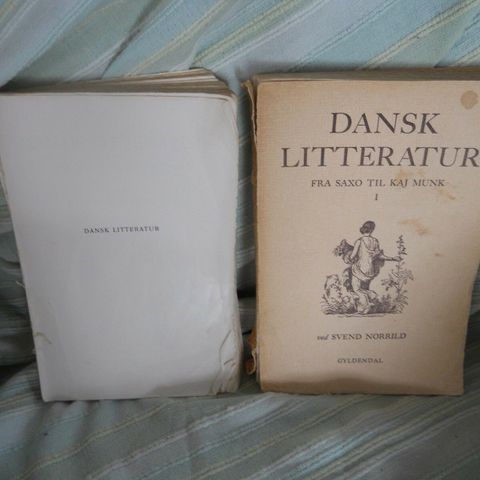 DANSK LITTERATUR
DANSK
LITTERATUR
FRA SAXO TIL KAJ MUNK
I
ved SVEND NORRILD
GYLDENDAL